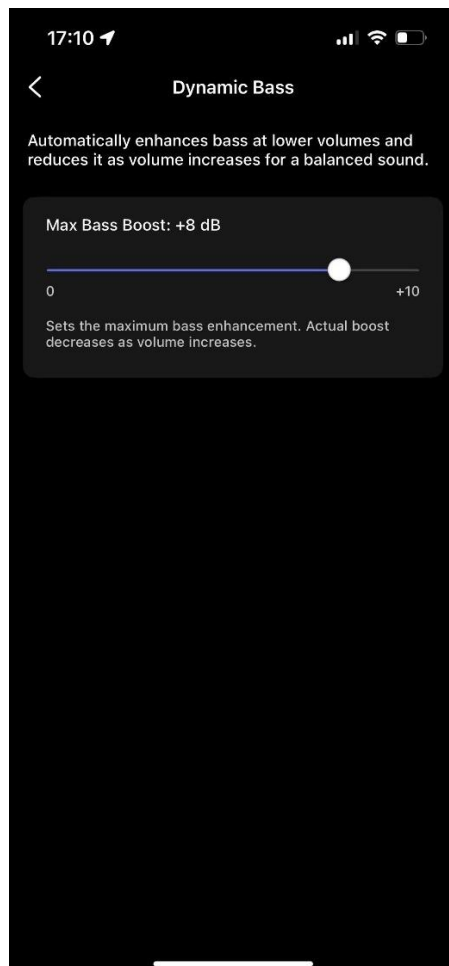 17:10
Dynamic Bass
Automatically enhances bass at lower volumes and
reduces it as volume increases for a balanced sound.
Max Bass Boost: +8 dB
0
+10
Sets the maximum bass enhancement. Actual boost
decreases as volume increases.